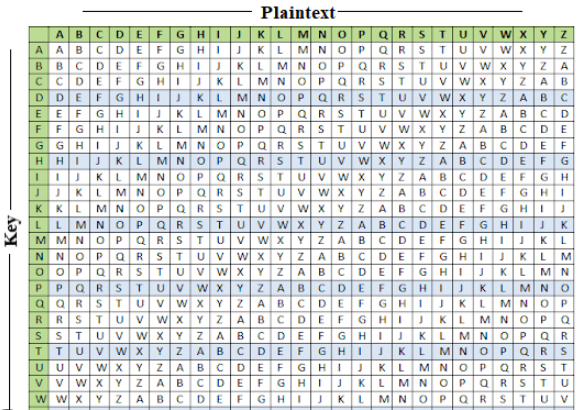 Plaintext
A B C D E F G H I J K L M N O P Q R S T U V W X Y Z
A A B C D E F G H I J K L M N O P Q R S T U V W X Y Z
B B C D E F G H I J K L M N O P Q R S T U V W X Y Z A
C C D E F G H I J K L M N O P Q R S T U V W X Y Z A B
D D E F G H I J K L M N O P Q R S T U V W X Y Z A B C
E E F G H I J K L M N O P Q R S T U V W X Y Z A B C D
F F G H I J K L M N O P Q R S T U V W X Y Z A B C D E
G G H I J K L M N O P Q R S T U V W X Y Z A B C D E F
H H I J K L M N O P Q R S T U V W X Y Z A B C D E F G
I I J K L M N O P Q R S T U V W X Y Z A B C D E F G H
J J K L M N O P Q R S T U V W X Y Z A B C D E F G H I
K K L M N O P Q R S T U V W X Y Z A B C D E F G H I J
Key
L L M N O P Q R S T U V W X Y Z A B C D E F G H I J K
M M N O P Q R S T U V W X Y Z A B C D E F G H I J K L
N N O P Q R S T U V W X Y Z A B C D E F G H I J K L M
O O P Q R S T U V W X Y Z A B C D E F G H I J K L M N
P P Q R S T U V W X Y Z A B C D E F G H I J K L M N O
Q Q R S T U V W X Y Z A B C D E F G H I J K L M N O P
R R S T U V W X Y Z A B C D E F G H I J K L M N O P Q
S S T U V W X Y Z A B C D E F G H I J K L M N O P Q R
T T U V W X Y Z A B C D E F G H I J K L M N O P Q R S
U U V W X Y Z A B C D E F G H I J K L M N O P Q R S T
V V W X Y Z A B C D E F G H I J K L M N O P Q R S T U
W W X Y Z A B C D E F G H I J K L M N O P Q R S T U V